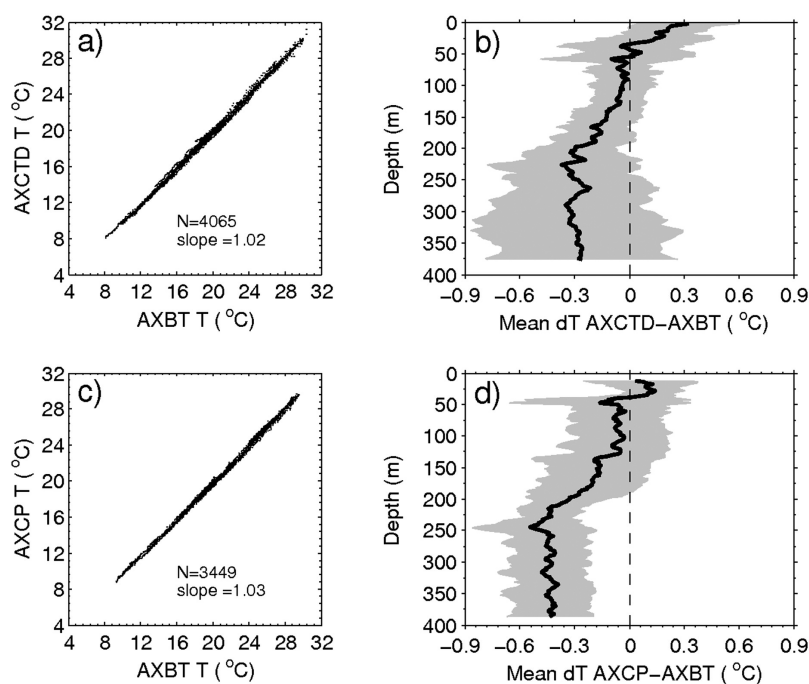 a)
32
28
24
20
16
12
8
4
AXCTD T ( °C)
N=4065
slope =1.02
4 8 12 16 20 24 28 32
AXBT T ( °C)
b)
0
50
100
150
200
250
300
350
400
Depth (m)
−0.9 −0.6 −0.3 0 0.3 0.6 0.9
Mean dT AXCTD−AXBT ( °C)
c)
32
28
24
20
16
12
8
4
AXCP T ( °C)
N=3449
slope =1.03
4 8 12 16 20 24 28 32
AXBT T ( °C)
d)
0
50
100
150
200
250
300
350
400
Depth (m)
−0.9 −0.6 −0.3 0 0.3 0.6 0.9
Mean dT AXCP−AXBT ( °C)